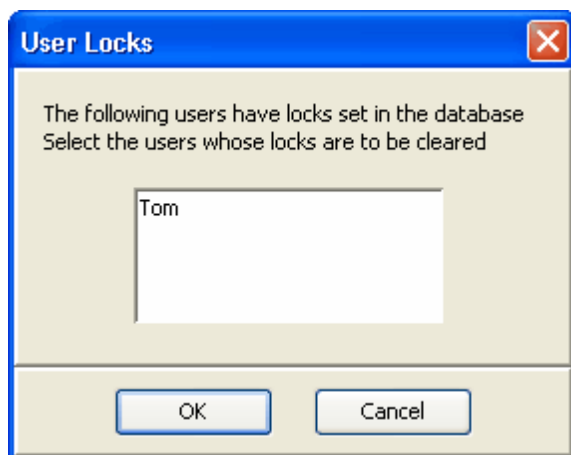 User Locks
The following users have locks set in the database
Select the users whose locks are to be cleared
Tom
OK
Cancel